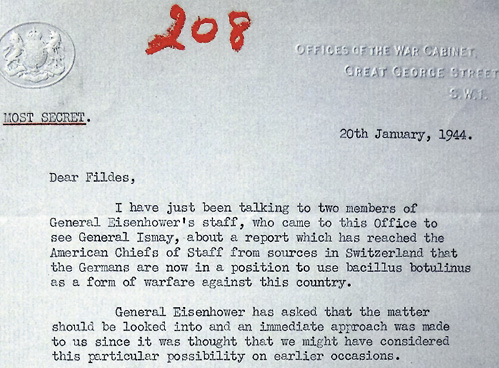 208
OFFICES OF THE WAR CABINET,
GREAT GEORGE STREET
S.W.1.
MOST SECRET.
20th January, 1944.
Dear Fildes,
I have just been talking to two members of
General Eisenhower's staff, who came to this Office to
see General Ismay, about a report which has reached the
American Chiefs of Staff from sources in Switzerland that
the Germans are now in a position to use bacillus botulinus
as a form of warfare against this country.
General Eisenhower has asked that the matter
should be looked into and an immediate approach was made
to us since it was thought that we might have considered
this particular possibility on earlier occasions.